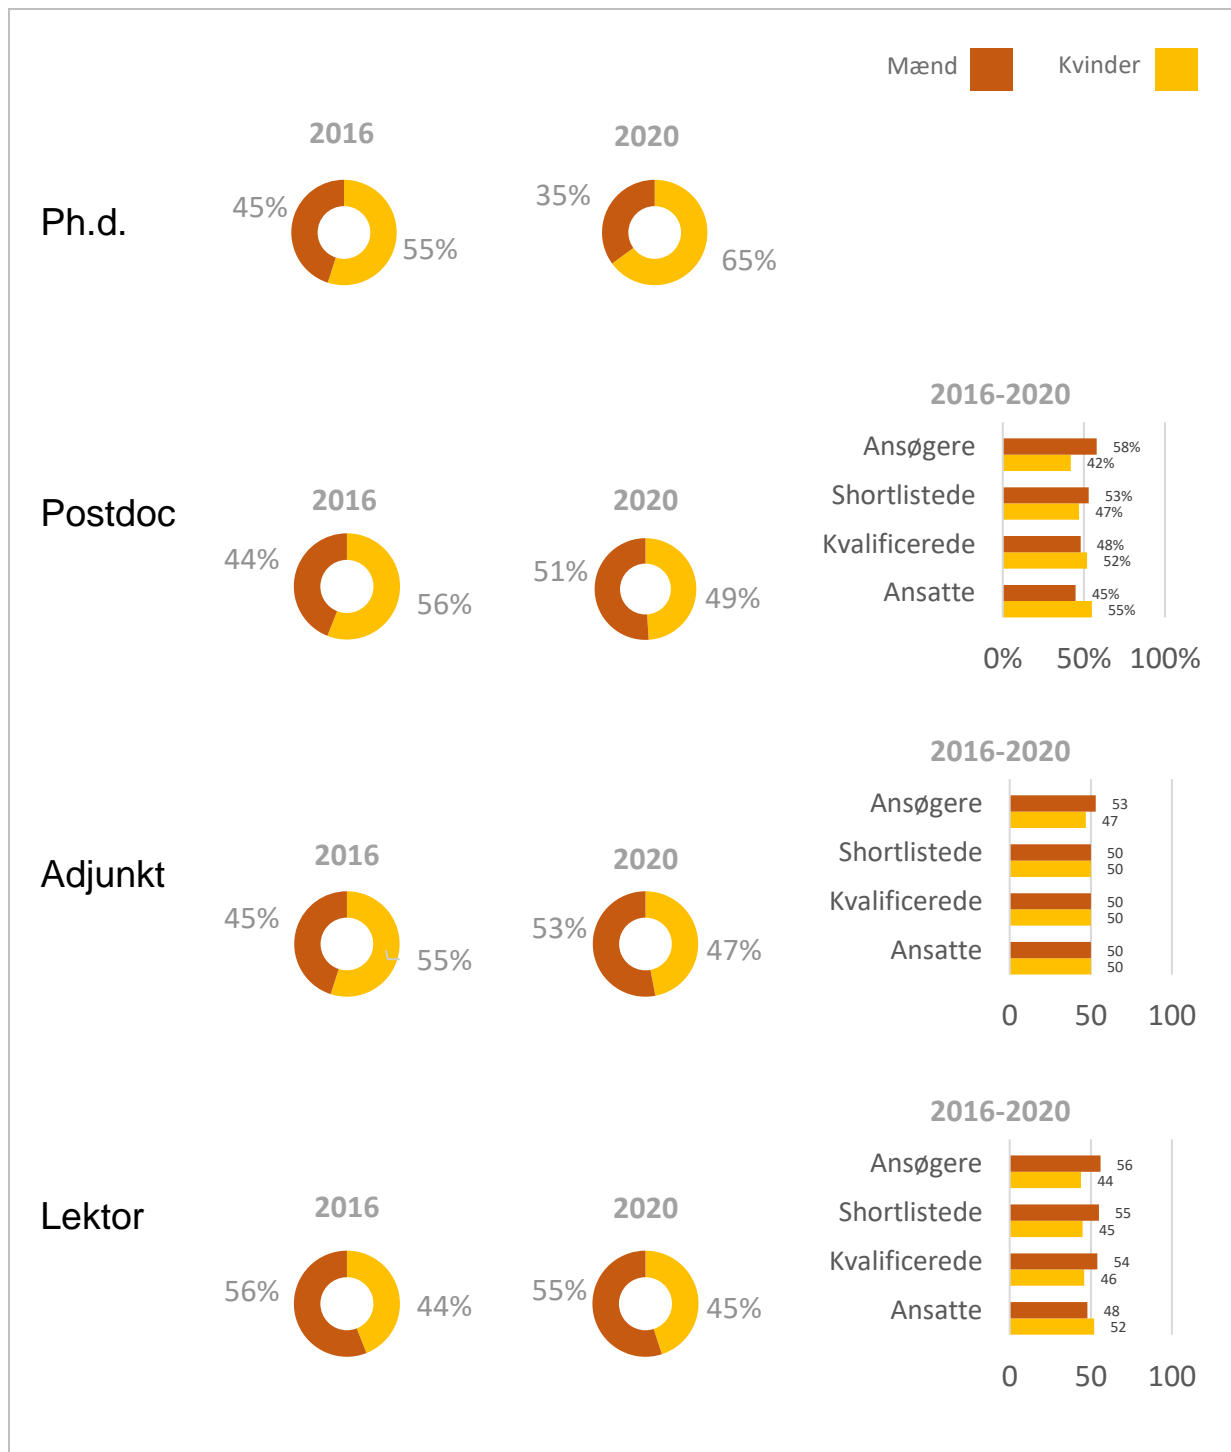 Mænd Kvinder
2016 2020
Ph.d.
45% 55% 35% 65%
2016-2020
Ansøgere 58% 42%
Shortlistede 53% 47%
Kvalificerede 48% 52%
Ansatte 45% 55%
0% 50% 100%
Postdoc
2016 2020
44% 56% 51% 49%
2016-2020
Ansøgere 53 47
Shortlistede 50 50
Kvalificerede 50 50
Ansatte 50 50
0 50 100
Adjunkt
2016 2020
45% 55% 53% 47%
2016-2020
Ansøgere 56 44
Shortlistede 55 45
Kvalificerede 54 46
Ansatte 48 52
0 50 100
Lektor
2016 2020
56% 44% 55% 45%